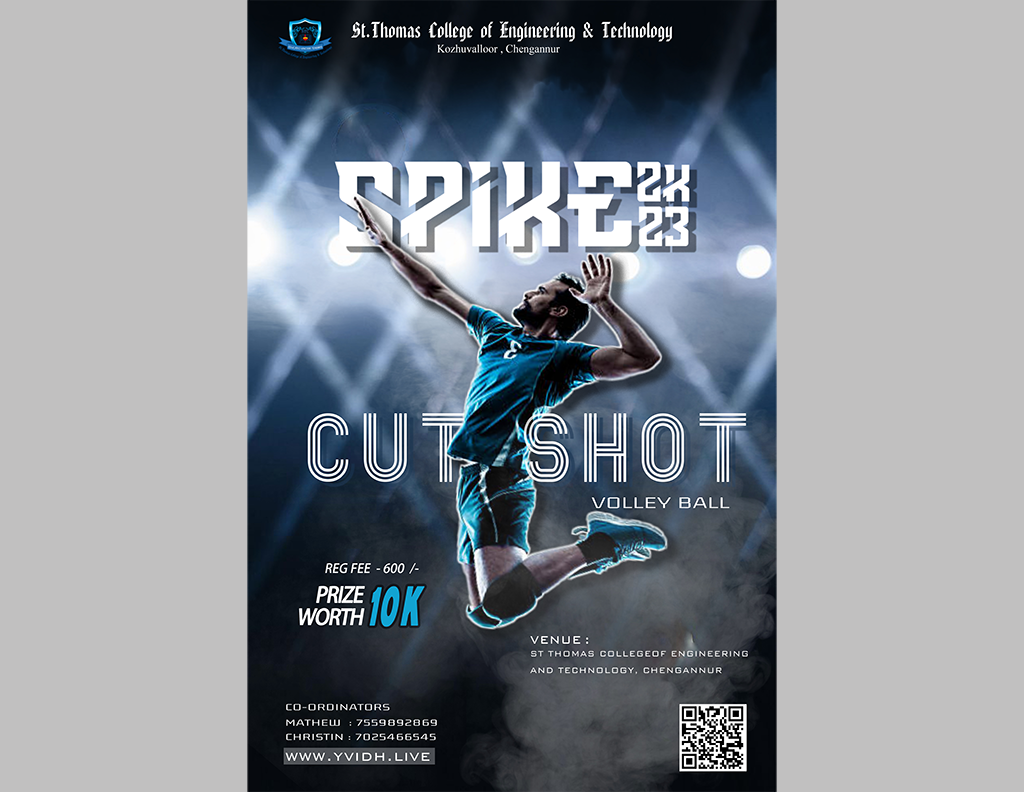 St.Thomas College of Engineering & Technology
Kozhuvalloor , Chengannur
SPiKE 2K 23
CUT SHOT
VOLLEY BALL
REG FEE - 600 /-
PRIZE WORTH 10K
VENUE :
ST THOMAS COLLEGEOF ENGINEERING
AND TECHNOLOGY, CHENGANNUR
CO-ORDINATORS
MATHEW : 7559892869
CHRISTIN : 7025466545
WWW.YVIDH.LIVE